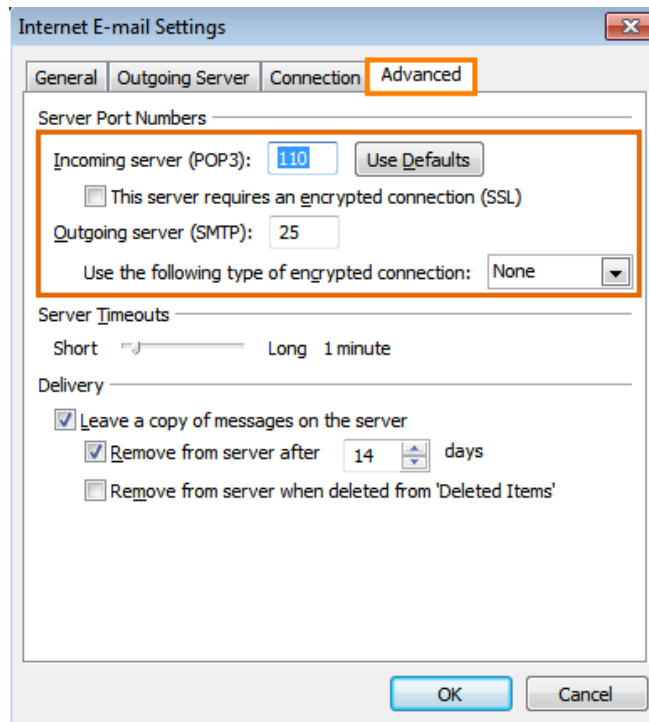 Internet E-mail Settings
General Outgoing Server Connection Advanced
Server Port Numbers
Incoming server (POP3): 110 Use Defaults
This server requires an encrypted connection (SSL)
Outgoing server (SMTP): 25
Use the following type of encrypted connection: None
Server Timeouts
Short Long 1 minute
Delivery
Leave a copy of messages on the server
Remove from server after 14 days
Remove from server when deleted from 'Deleted Items'
OK Cancel